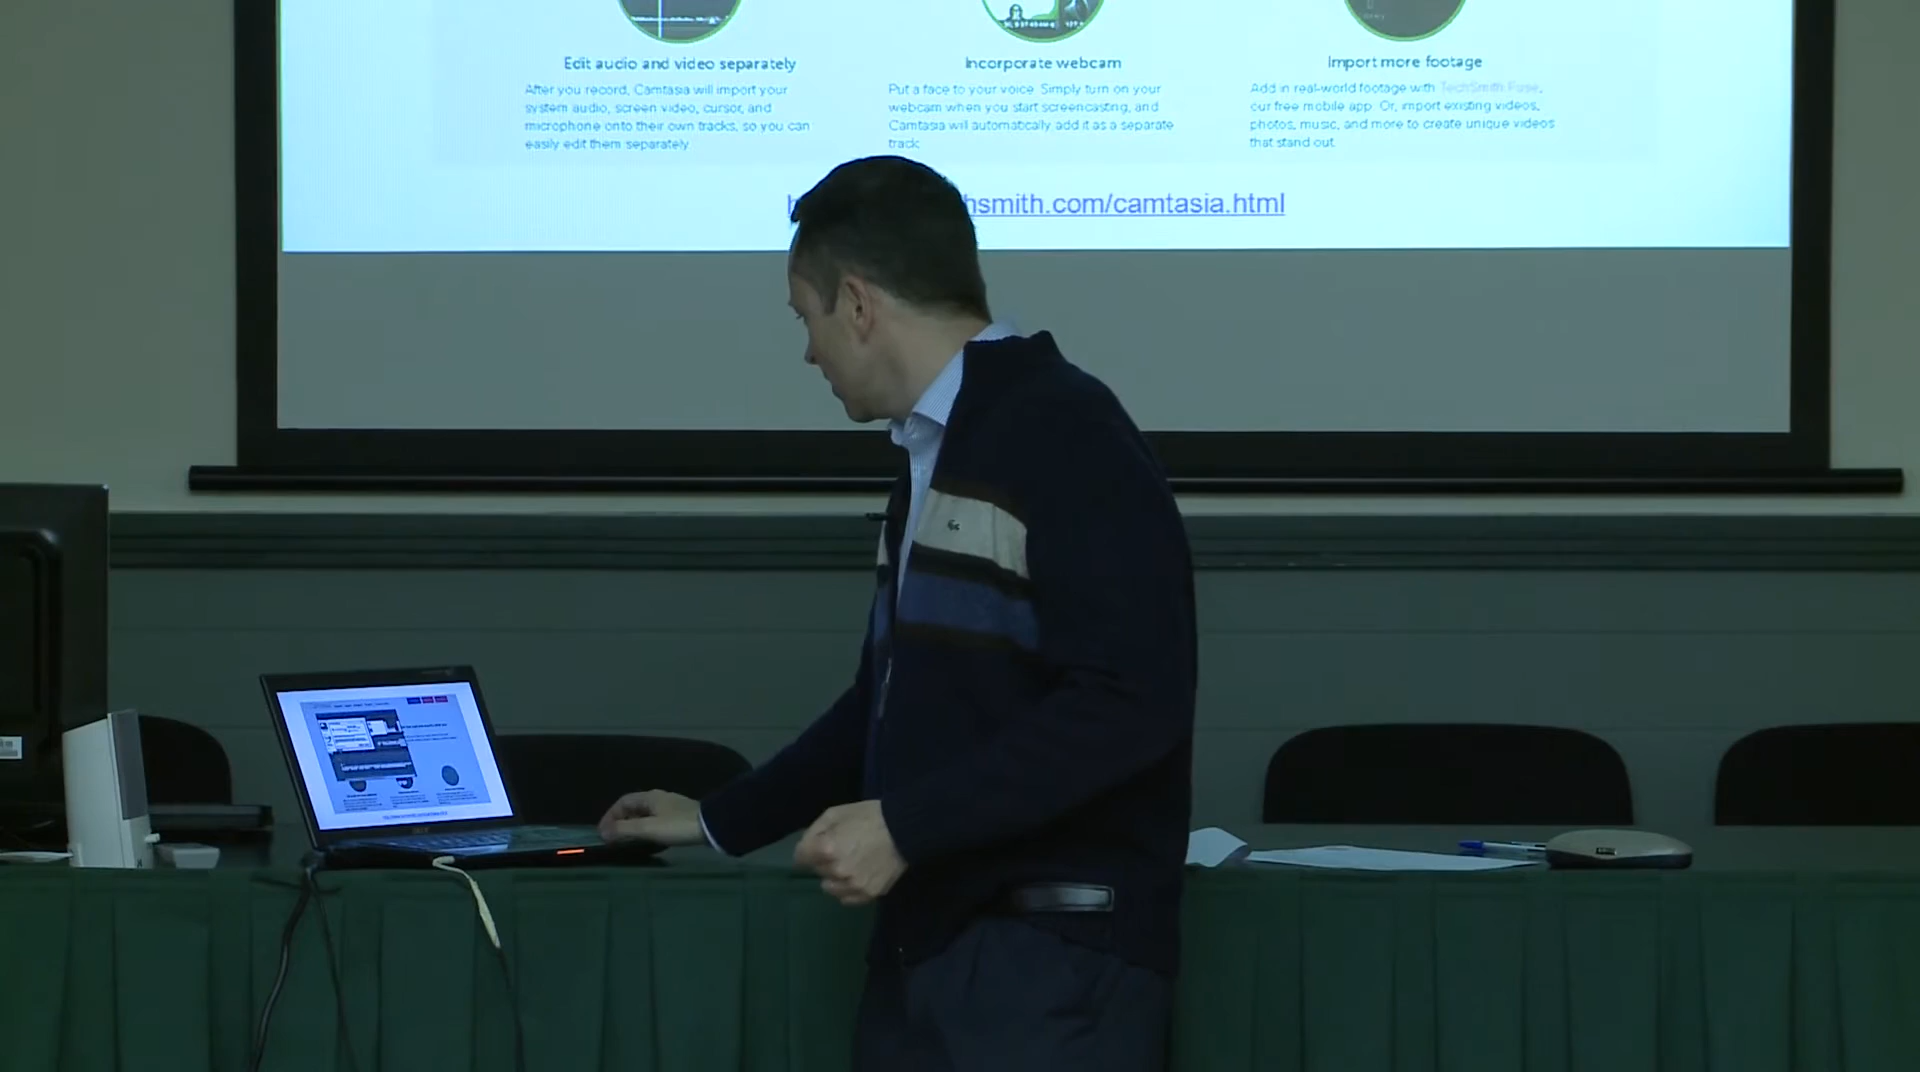 Edit audio and video separately
After you record, Camtasia will import your
system audio, screen video, cursor, and
microphone onto their own tracks, so you can
easily edit them separately.
Incorporate webcam
Put a face to your voice. Simply turn on your
webcam when you start screencasting, and
Camtasia will automatically add it as a separate
track.
Import more footage
Add in real-world footage with TechSmith Fuse,
our free mobile app. Or, import existing videos,
photos, music, and more to create unique videos
that stand out.
hsmith.com/camtasia.html
acer